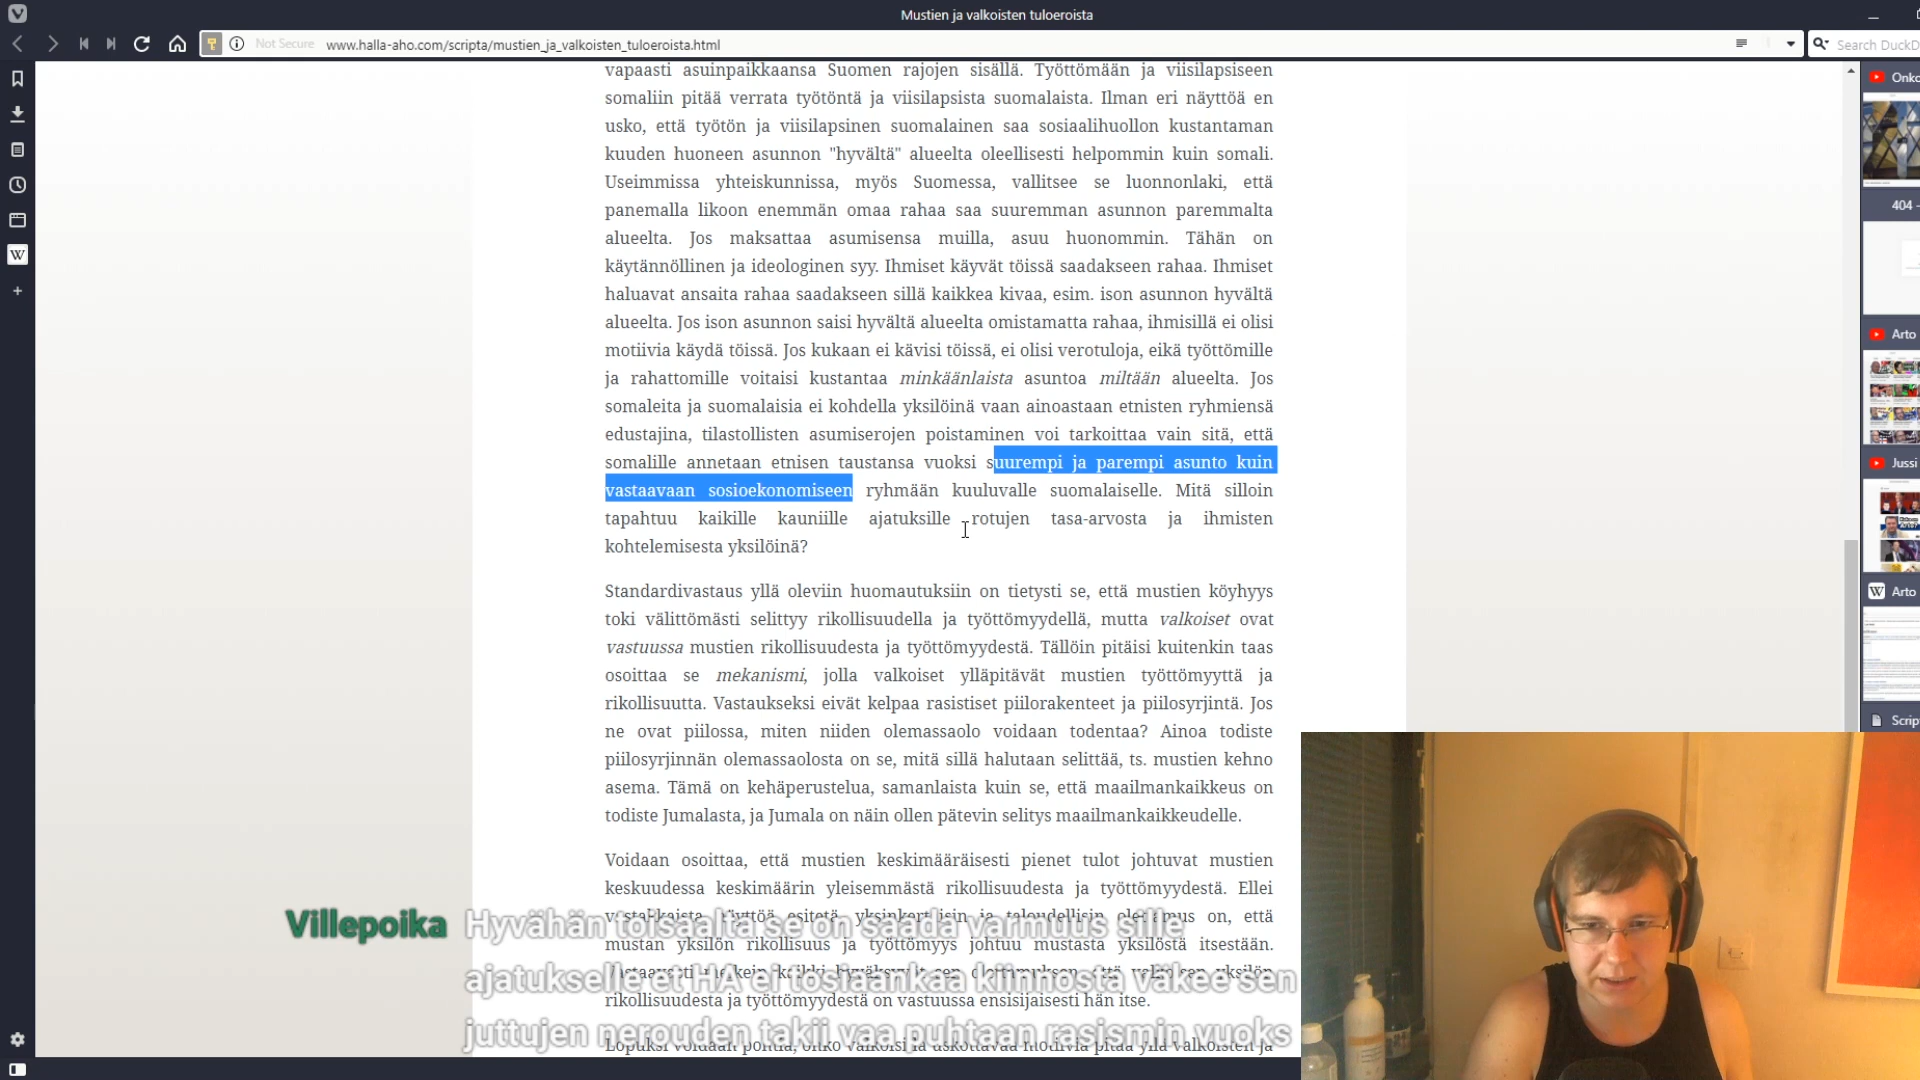 Mustien ja valkoisten tuloeroista
Not Secure
www.halla-aho.com/scripta/mustien_ja_valkoisten_tuloeroista.html
Search DuckD
vapaasti asuinpaikkaansa Suomen rajojen sisällä. Työttömään ja viisilapsiseen
somaliin pitää verrata työtöntä ja viisilapsista suomalaista. Ilman eri näyttöä en
usko, että työtön ja viisilapsinen suomalainen saa sosiaalihuollon kustantaman
kuuden huoneen asunnon "hyvältä" alueelta oleellisesti helpommin kuin somali.
Useimmissa yhteiskunnissa, myös Suomessa, vallitsee se luonnonlaki, että
panemalla likoon enemmän omaa rahaa saa suuremman asunnon paremmalta
alueelta. Jos maksattaa asumisensa muilla, asuu huonommin. Tähän on
käytännöllinen ja ideologinen syy. Ihmiset käyvät töissä saadakseen rahaa. Ihmiset
haluavat ansaita rahaa saadakseen sillä kaikkea kivaa, esim. ison asunnon hyvältä
alueelta. Jos ison asunnon saisi hyvältä alueelta omistamatta rahaa, ihmisillä ei olisi
motiivia käydä töissä. Jos kukaan ei kävisi töissä, ei olisi verotuloja, eikä työttömille
ja rahattomille voitaisi kustantaa minkäänlaista asuntoa miltään alueelta. Jos
somaleita ja suomalaisia ei kohdella yksilöinä vaan ainoastaan etnisten ryhmiensä
edustajina, tilastollisten asumiserojen poistaminen voi tarkoittaa vain sitä, että
somalille annetaan etnisen taustansa vuoksi suurempi ja parempi asunto kuin
vastaavaan sosioekonomiseen ryhmään kuuluvalle suomalaiselle. Mitä silloin
tapahtuu kaikille kauniille ajatuksille rotujen tasa-arvosta ja ihmisten
kohtelemisesta yksilöinä?
Standardivastaus yllä oleviin huomautuksiin on tietysti se, että mustien köyhyys
toki välittömästi selittyy rikollisuudella ja työttömyydellä, mutta valkoiset ovat
vastuussa mustien rikollisuudesta ja työttömyydestä. Tällöin pitäisi kuitenkin taas
osoittaa se mekanismi, jolla valkoiset ylläpitävät mustien työttömyyttä ja
rikollisuutta. Vastaukseksi eivät kelpaa rasistiset piilorakenteet ja piilosyrjintä. Jos
ne ovat piilossa, miten niiden olemassaolo voidaan todentaa? Ainoa todiste
piilosyrjinnän olemassaolosta on se, mitä sillä halutaan selittää, ts. mustien kehno
asema. Tämä on kehäperustelua, samanlaista kuin se, että maailmankaikkeus on
todiste Jumalasta, ja Jumala on näin ollen pätevin selitys maailmankaikkeudelle.
Voidaan osoittaa, että mustien keskimääräisesti pienet tulot johtuvat mustien
keskuudessa keskimäärin yleisemmästä rikollisuudesta ja työttömyydestä. Ellei
on, että
mustan yksilön rikollisuus ja työttömyys johtuu mustasta yksilöstä itsestään.
rikollisuudesta ja työttömyydestä on vastuussa ensisijaisesti hän itse.
Villepoika Hyvähän toisaalta se on saada varmuus sille
ajatukselle et HA ei tosiaankaa kiinnosta väkee sen
juttujen nerouden takii vaa puhtaan rasismin vuoks
Onko
404 -
Arto
Jussi
W Arto
Scrip